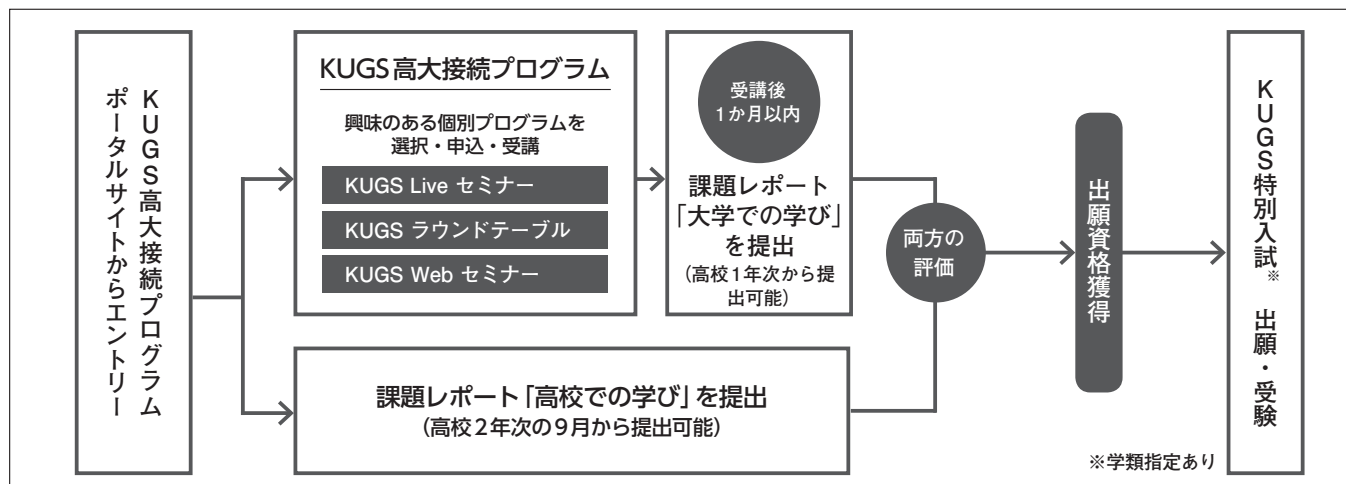 KUGS高大接続プログラム
ポータルサイトからエントリー
KUGS 高大接続プログラム
興味のある個別プログラムを
選択・申込・受講
KUGS Live セミナー
KUGS ラウンドテーブル
KUGS Web セミナー
受講後
1か月以内
課題レポート
「大学での学び」
を提出
(高校1年次から提
出可能)
課題レポート「高校での学び」を提出
(高校2年次の9月から提出可能)
両方の
評価
出願資格獲得
KUGS特別入試※ 出願・受験
※学類指定あり